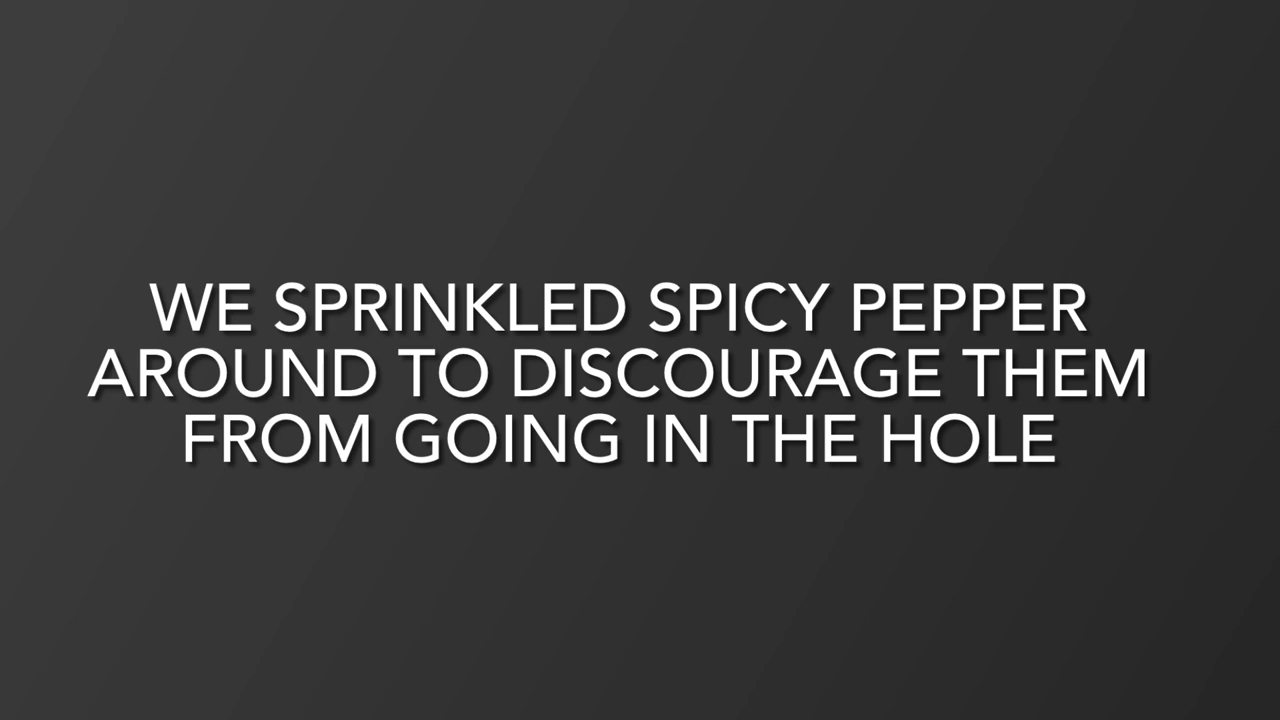 WE SPRINKLED SPICY PEPPER
AROUND TO DISCOURAGE THEM
FROM GOING IN THE HOLE